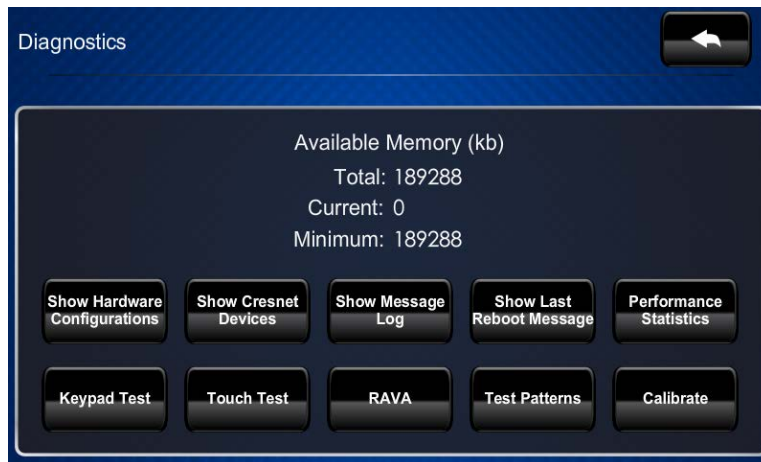 Diagnostics
Available Memory (kb)
Total: 189288
Current: 0
Minimum: 189288
Show Hardware
Configurations
Show Cresnet
Devices
Show Message
Log
Show Last
Reboot Message
Performance
Statistics
Keypad Test
Touch Test
RAVA
Test Patterns
Calibrate